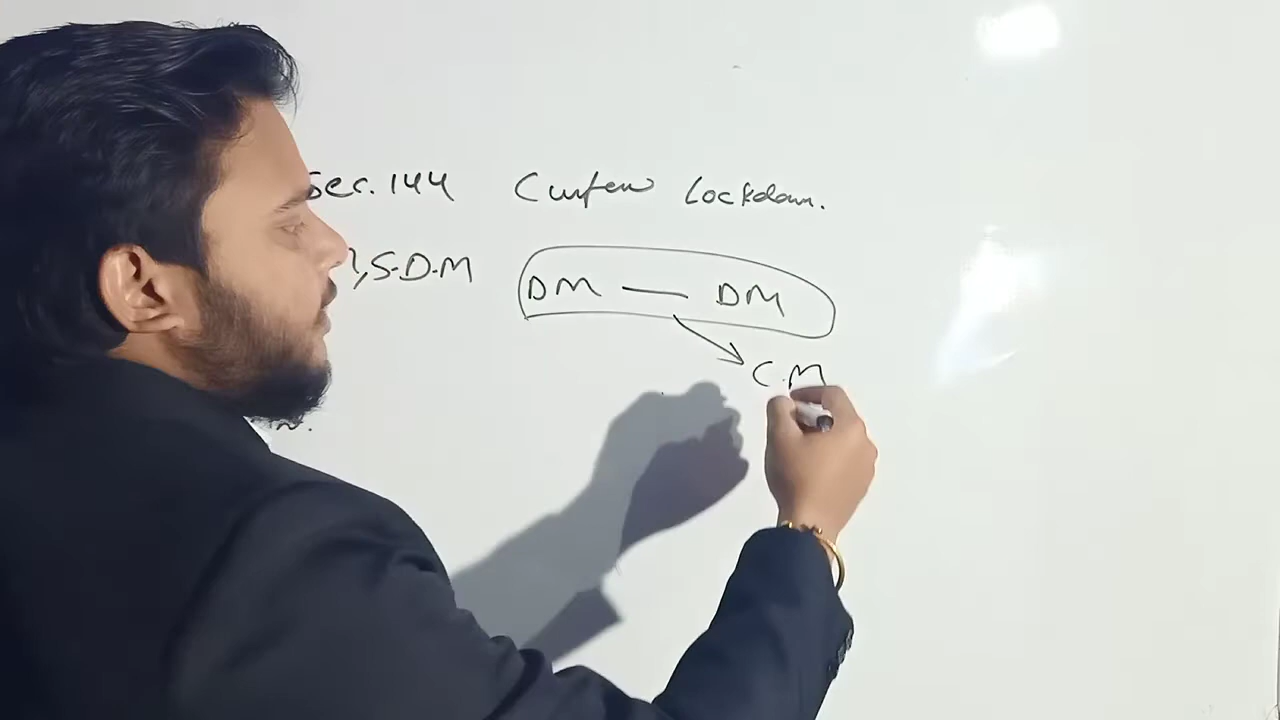 Sec.144 Curfew Lockdown.
S.D.M DM — DM
C.M